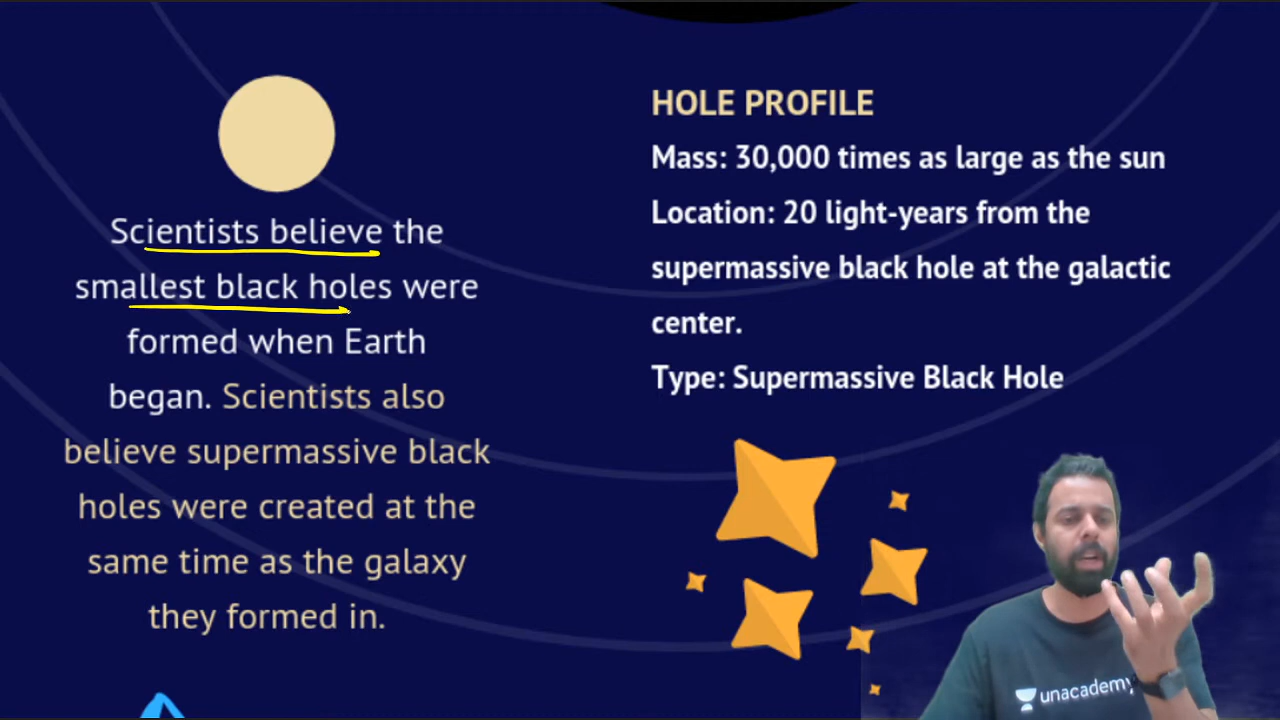 Scientists believe the
smallest black holes were
formed when Earth
began. Scientists also
believe supermassive black
holes were created at the
same time as the galaxy
they formed in.
HOLE PROFILE
Mass: 30,000 times as large as the sun
Location: 20 light-years from the
supermassive black hole at the galactic
center.
Type: Supermassive Black Hole
unacademy